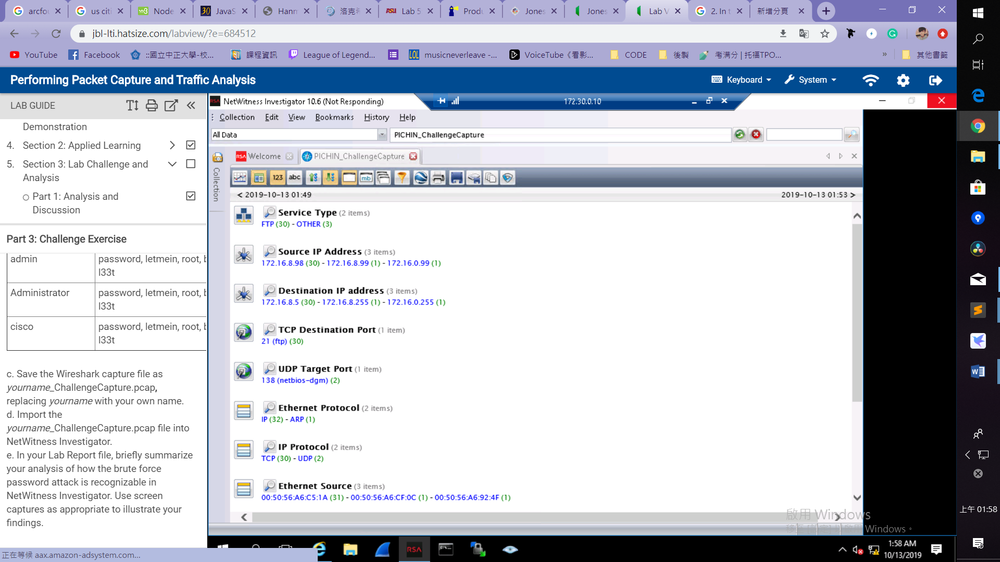 arcfou
us citi
Node
30 JavaS
Hanm
洛克
ASU Lab 5
Produ
Jones
Jones
Lab V
2. In t
新增分頁
jbl-lti.hatsize.com/labview/?e=684512
YouTube
Facebook
::國立中正大學-校...
課程資訊
League of Legend...
LOL musicneverleave -...
VoiceTube《看影...
CODE
後製
考满分 | 托福TPO...
»
其他書籤
Performing Packet Capture and Traffic Analysis
Keyboard
System
LAB GUIDE
Demonstration
4. Section 2: Applied Learning
5. Section 3: Lab Challenge and
Analysis
Part 1: Analysis and
Discussion
Part 3: Challenge Exercise
admin
password, letmein, root, b
l33t
Administrator
password, letmein, root, b
l33t
cisco
password, letmein, root, b
l33t
c. Save the Wireshark capture file as
yourname_ChallengeCapture.pcap,
replacing yourname with your own name.
d. Import the
yourname_ChallengeCapture.pcap file into
NetWitness Investigator.
e. In your Lab Report file, briefly summarize
your analysis of how the brute force
password attack is recognizable in
NetWitness Investigator. Use screen
captures as appropriate to illustrate your
findings.
正在等候 aax.amazon-adsystem.com...
RSA NetWitness Investigator 10.6 (Not Responding)
172.30.0.10
Collection Edit View Bookmarks History Help
All Data
PICHIN_ChallengeCapture
RSA Welcome
PICHIN_ChallengeCapture
Collection
123
abc
mb
< 2019-10-13 01:49
2019-10-13 01:53 >
Service Type (2 items)
FTP (30) - OTHER (3)
Source IP Address (3 items)
172.16.8.98 (30) - 172.16.8.99 (1) - 172.16.0.99 (1)
Destination IP address (3 items)
172.16.8.5 (30) - 172.16.8.255 (1) - 172.16.0.255 (1)
TCP Destination Port (1 item)
21 (ftp) (30)
UDP Target Port (1 item)
138 (netbios-dgm) (2)
Ethernet Protocol (2 items)
IP (32) - ARP (1)
IP Protocol (2 items)
TCP (30) - UDP (2)
Ethernet Source (3 items)
00:50:56:A6:C5:1A (31) - 00:50:56:A6:CF:0C (1) - 00:50:56:A6:92:4F (1)
啟用 Windows
Windows。
RSA
1:58 AM
10/13/2019
上午 01:58